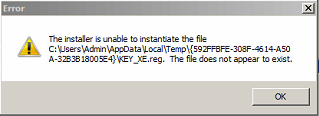 Error
The installer is unable to instantiate the file
C:\Users\Admin\AppData\Local\Temp\{592FFBFE-308F-4614-A50
A-32B3B18005E4}\KEY_XE.reg. The file does not appear to exist.
OK